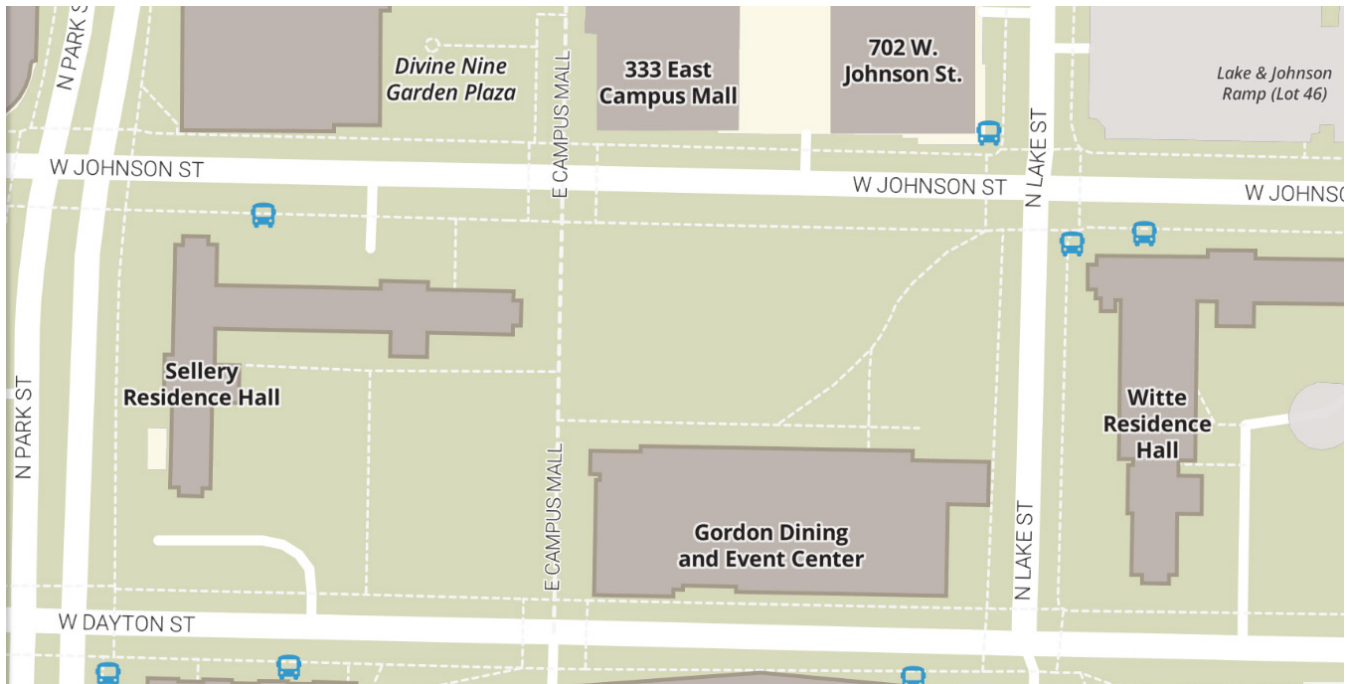 N PARK S
Divine Nine
Garden Plaza
E CAMPUS MALL
333 East
Campus Mall
702 W.
Johnson St.
N LAKE ST
Lake & Johnson
Ramp (Lot 46)
W JOHNSON ST
W JOHNSON ST
W JOHNSO
Sellery
Residence Hall
Witte
Residence
Hall
N PARK ST
E CAMPUS MALL
N LAKE ST
Gordon Dining
and Event Center
W DAYTON ST